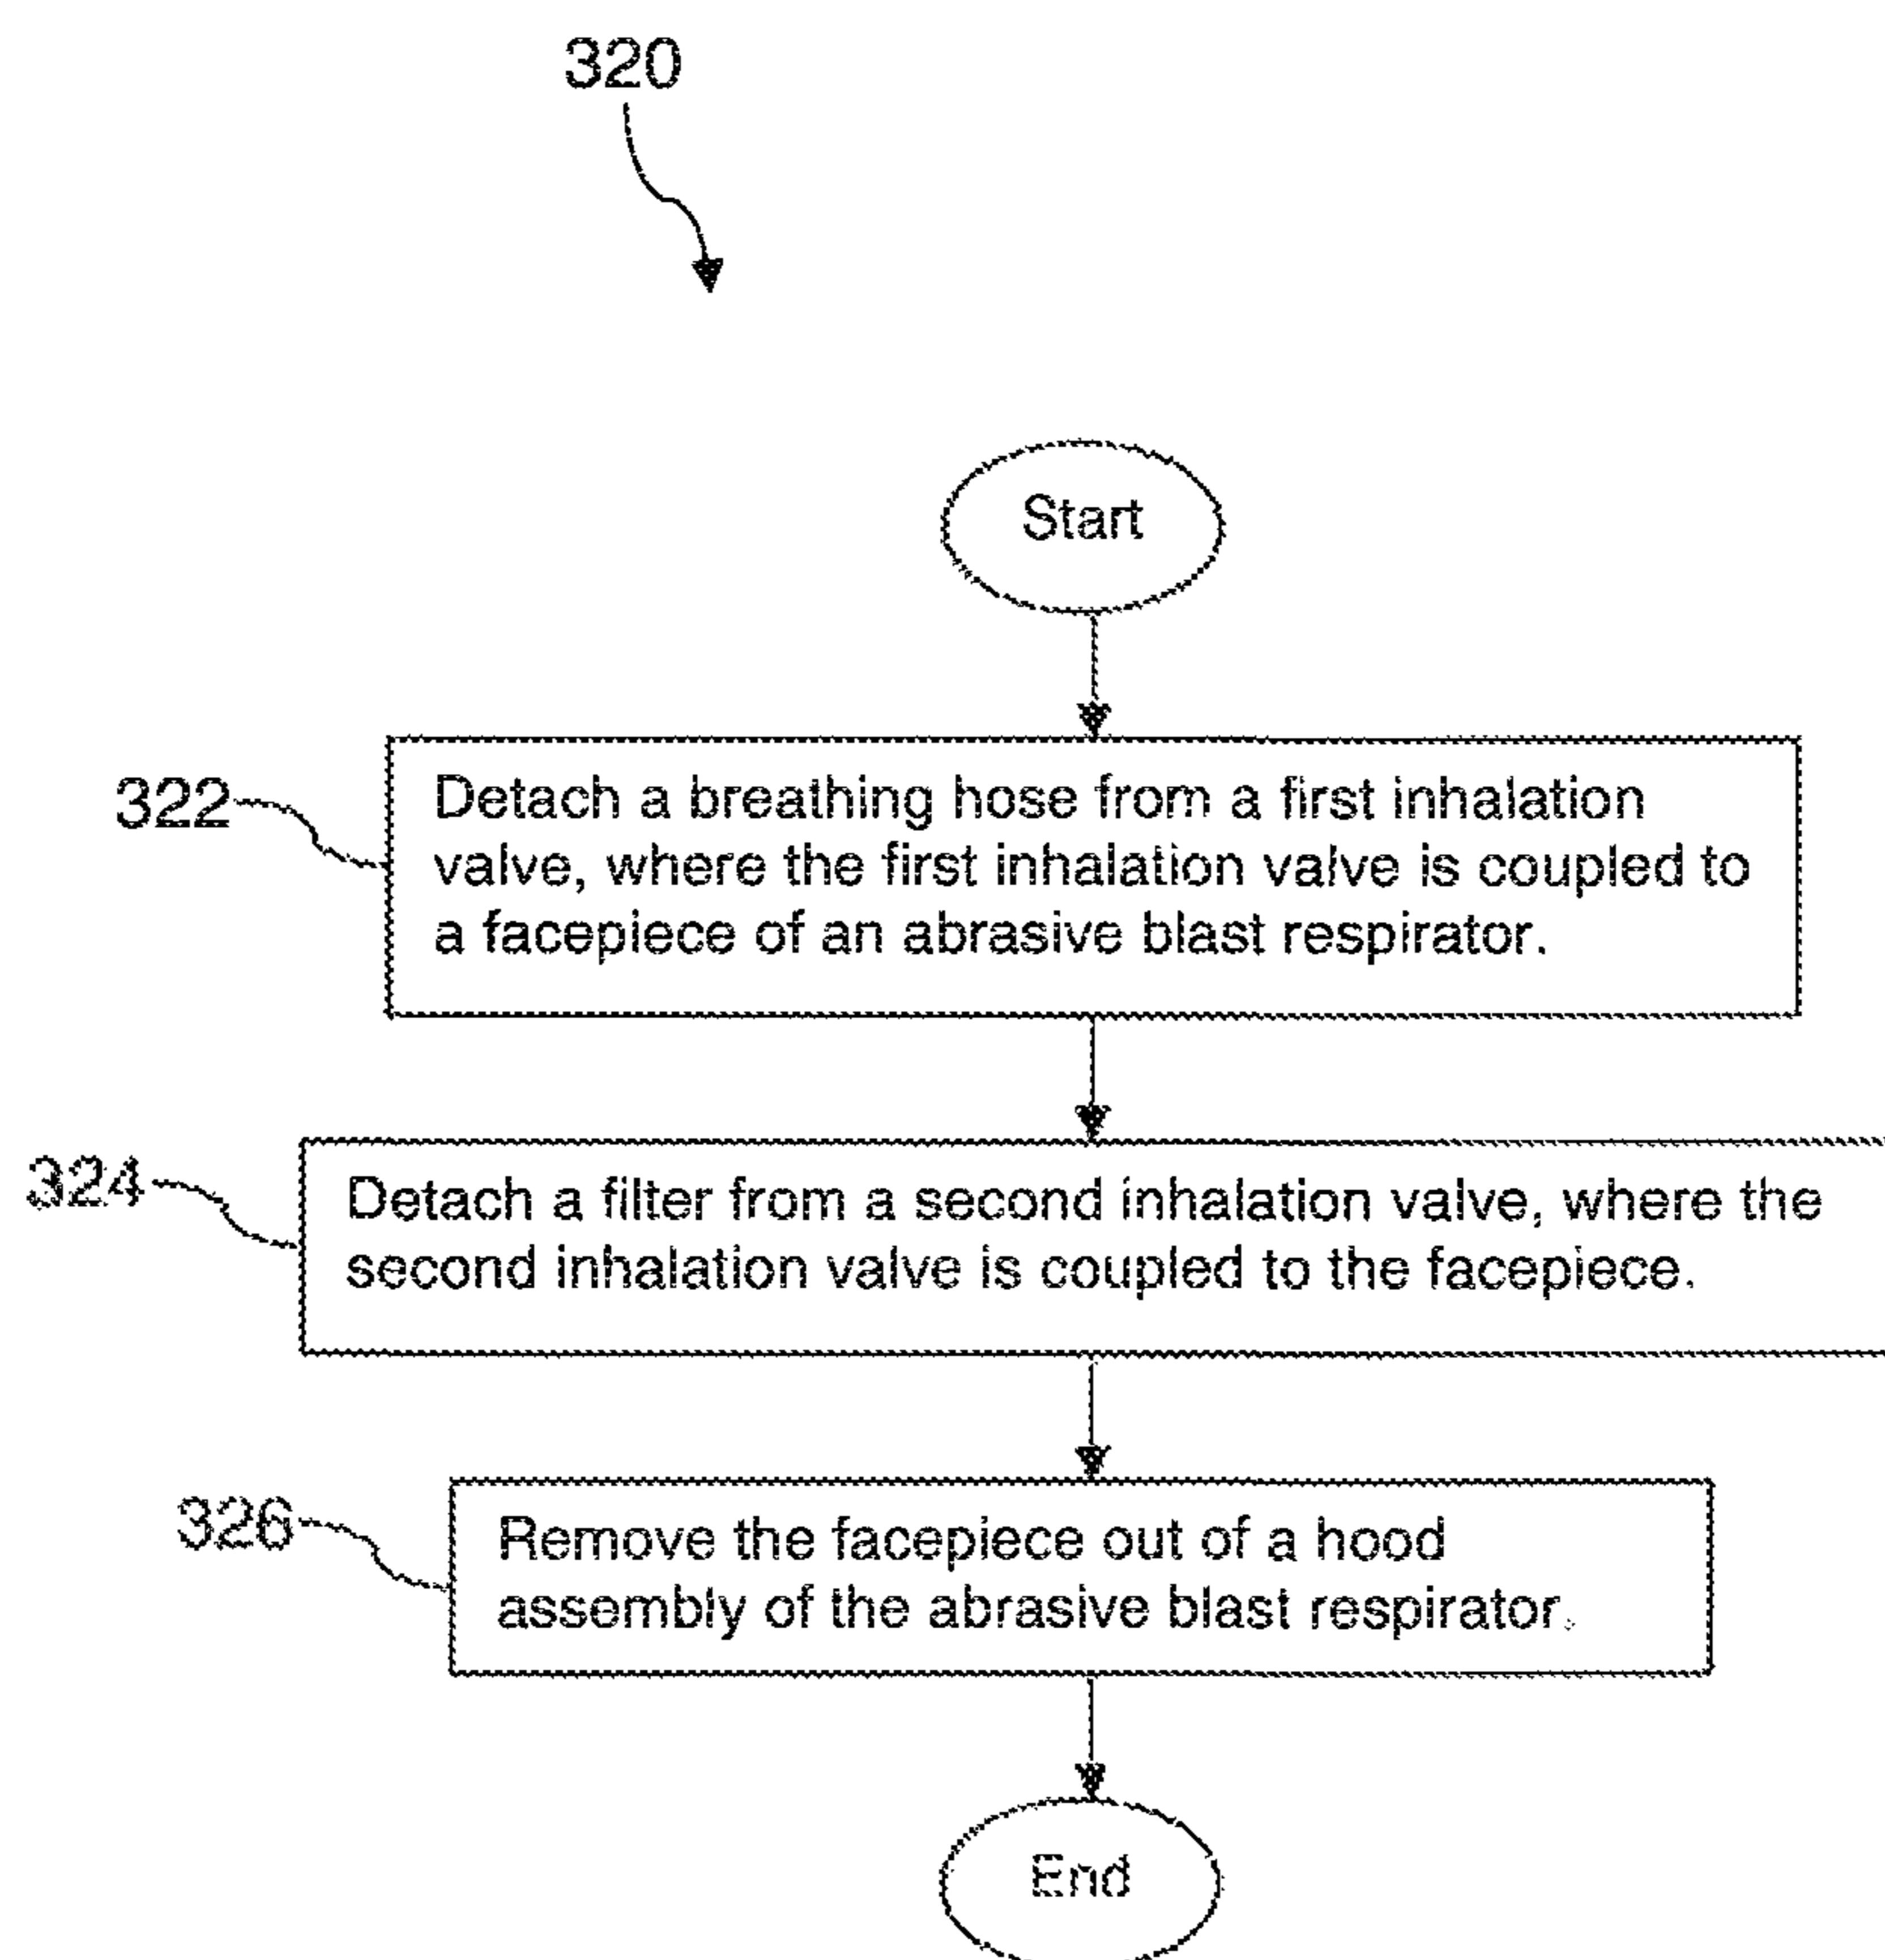 320
Start
322
Detach a breathing hose from a first inhalation
valve, where the first inhalation valve is coupled to
a facepiece of an abrasive blast respirator.
324
Detach a filter from a second inhalation valve, where the
second inhalation valve is coupled to the facepiece.
326
Remove the facepiece out of a hood
assembly of the abrasive blast respirator.
End